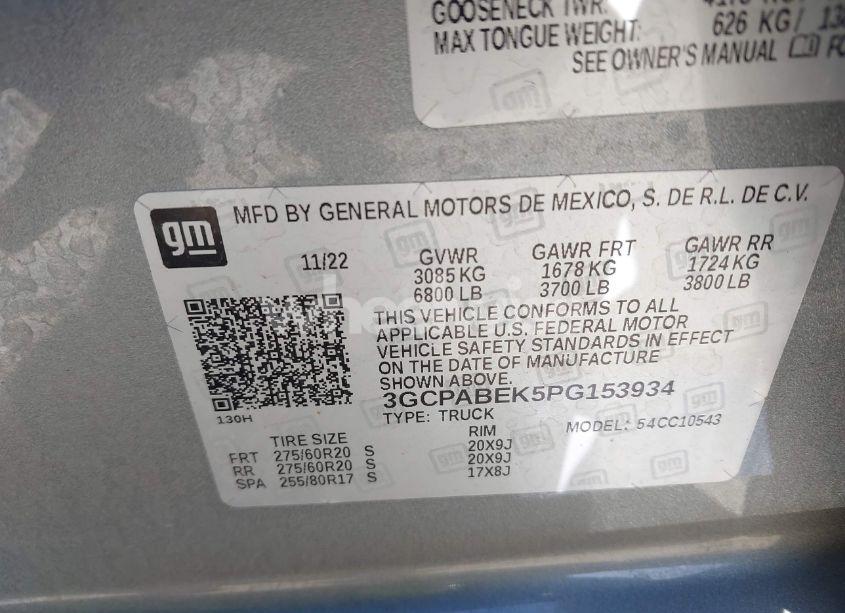 GOOSENECK TWR:
MAX TONGUE WEIGHT: 626 KG/
SEE OWNER'S MANUAL
gm
gm MFD BY GENERAL MOTORS DE MEXICO, S. DE R.L. DE C.V.
11/22 GVWR GAWR FRT GAWR RR
3085 KG 1678 KG 1724 KG
6800 LB 3700 LB 3800 LB
THIS VEHICLE CONFORMS TO ALL
APPLICABLE U.S. FEDERAL MOTOR
VEHICLE SAFETY STANDARDS IN EFFECT
ON THE DATE OF MANUFACTURE
SHOWN ABOVE.
3GCPABEK5PG153934
130H TYPE: TRUCK MODEL: 54CC10543
TIRE SIZE RIM
FRT 275/60R20 S 20X9J
RR 275/60R20 S 20X9J
SPA 255/80R17 S 17X8J